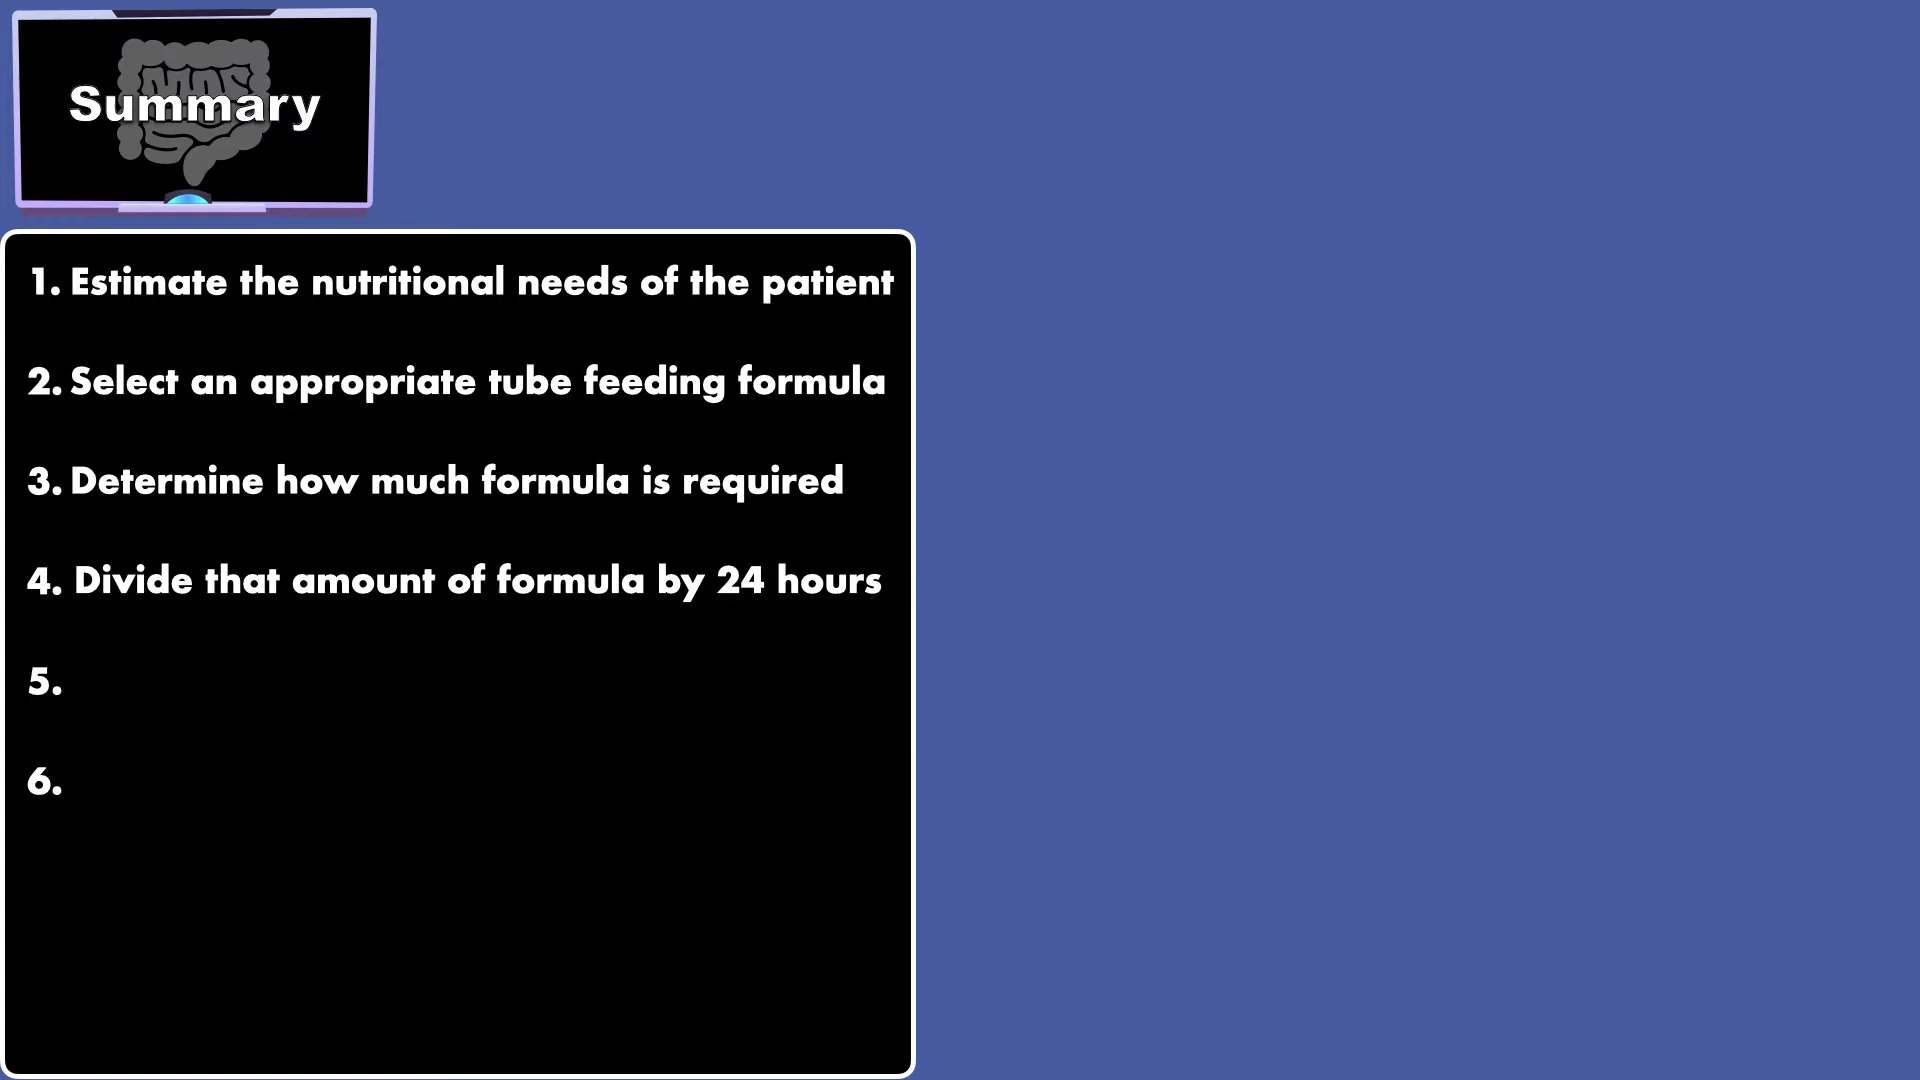 Summary
1. Estimate the nutritional needs of the patient
2. Select an appropriate tube feeding formula
3. Determine how much formula is required
4. Divide that amount of formula by 24 hours
5.
6.